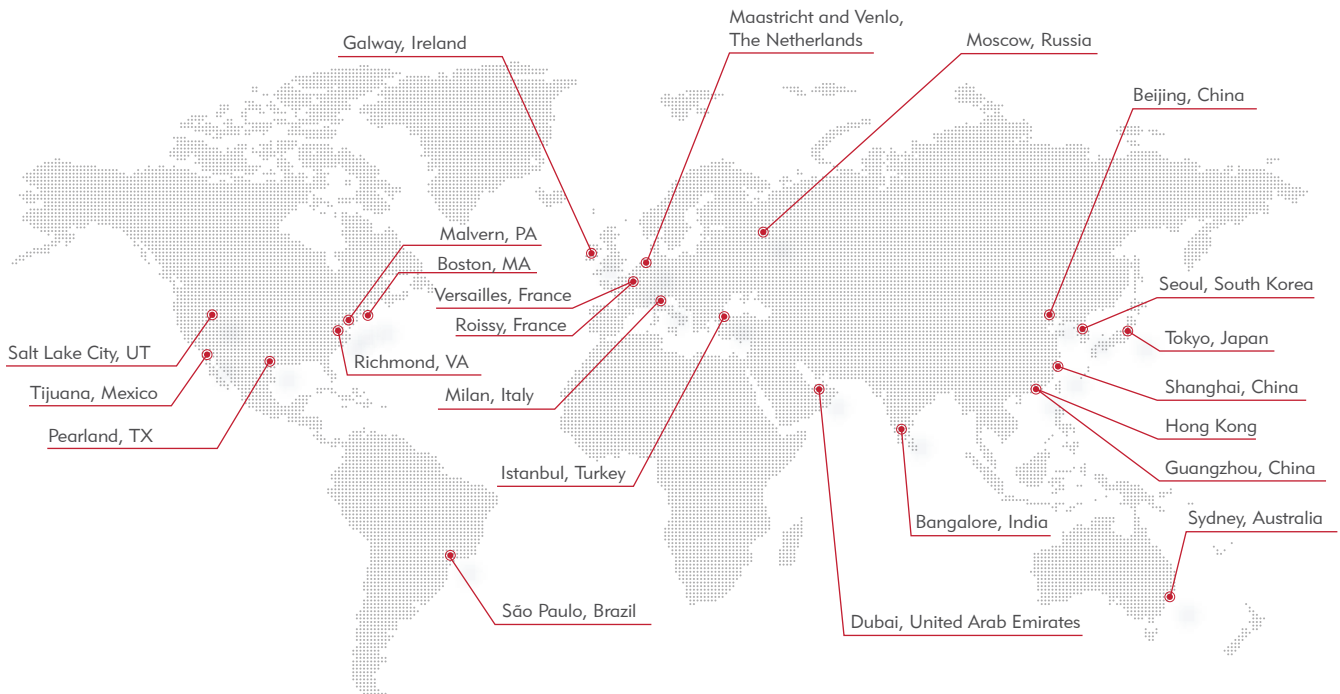 Maastricht and Venlo,
The Netherlands
Galway, Ireland
Moscow, Russia
Beijing, China
Malvern, PA
Boston, MA
Versailles, France
Roissy, France
Seoul, South Korea
Tokyo, Japan
Salt Lake City, UT
Richmond, VA
Tijuana, Mexico
Milan, Italy
Shanghai, China
Pearland, TX
Hong Kong
Istanbul, Turkey
Guangzhou, China
Bangalore, India
Sydney, Australia
São Paulo, Brazil
Dubai, United Arab Emirates